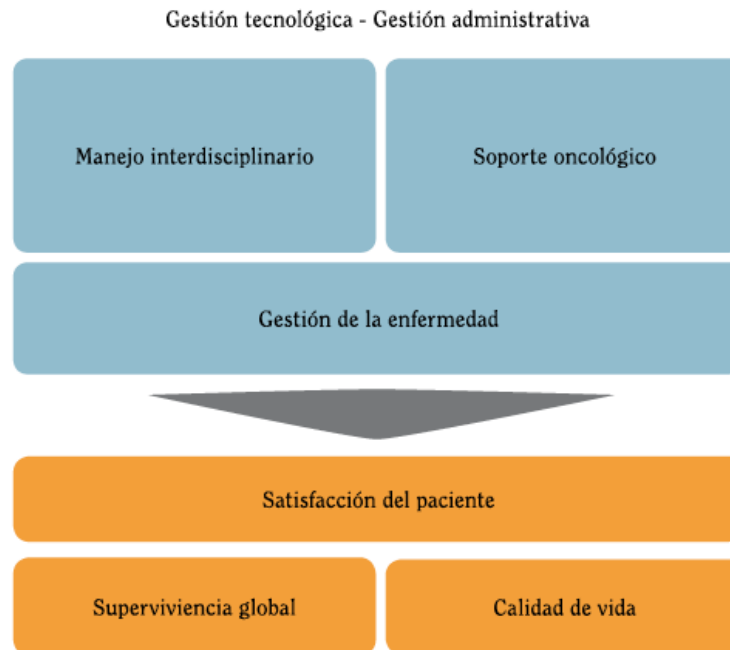 Gestión tecnológica - Gestión administrativa
Manejo interdisciplinario
Soporte oncológico
Gestión de la enfermedad
Satisfacción del paciente
Superviviencia global
Calidad de vida